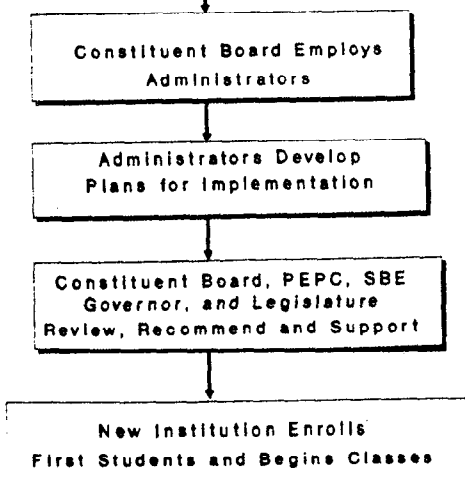 Constituent Board Employs
Administrators
Administrators Develop
Plans for Implementation
Constituent Board, PEPC, SBE
Governor, and Legislature
Review, Recommend and Support
New Institution Enrolls
First Students and Begins Classes